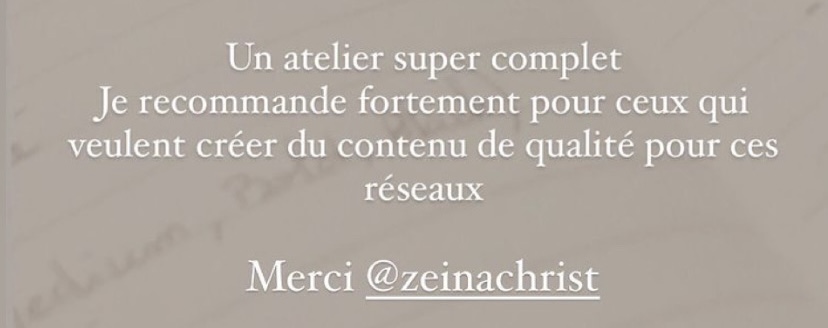 Un atelier super complet
Je recommande fortement pour ceux qui
veulent créer du contenu de qualité pour ces
réseaux
Merci @zeinachrist